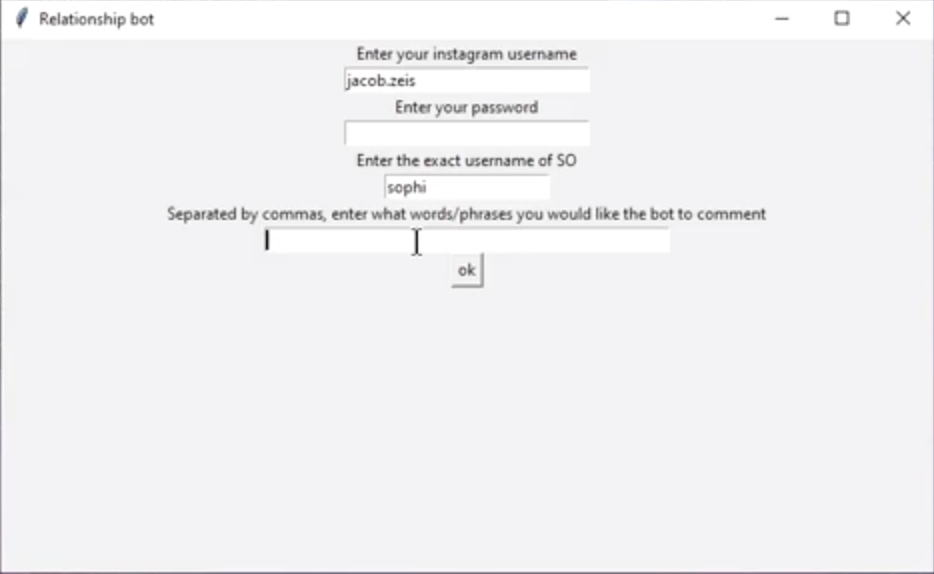 Relationship bot
Enter your instagram username
jacob.zeis
Enter your password
Enter the exact username of SO
sophi
Separated by commas, enter what words/phrases you would like the bot to comment
ok